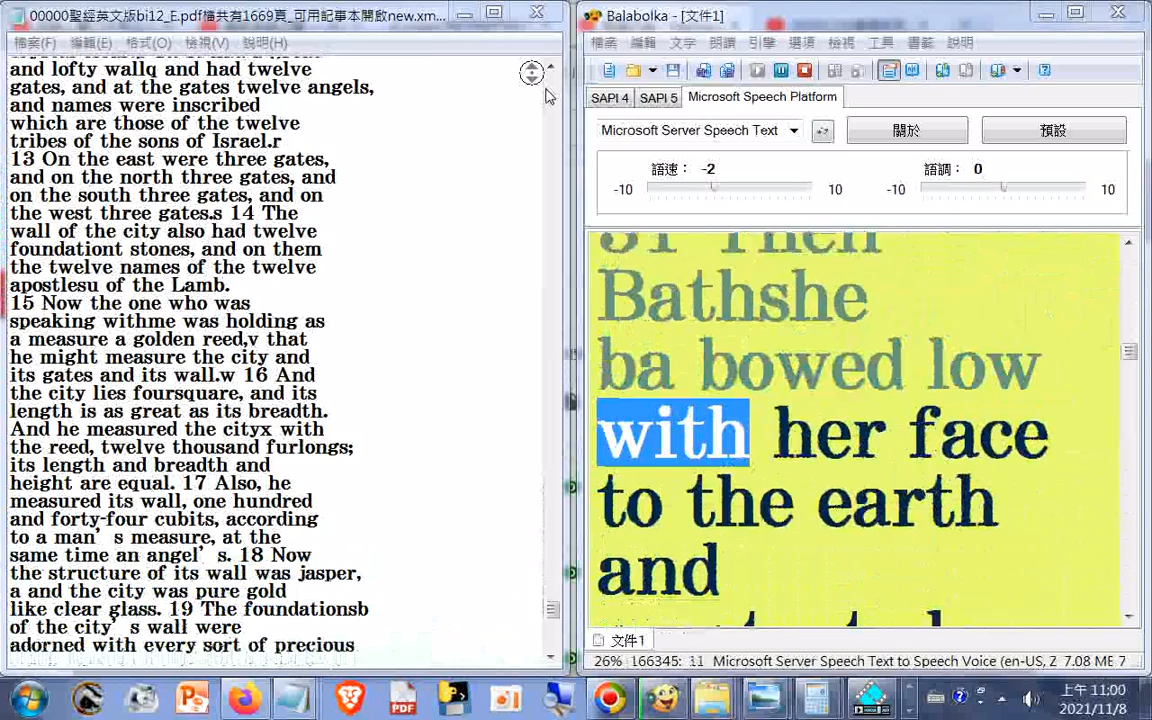 00000聖經英文版bi12_E.pdf檔共有1669頁_可用記事本開啟new.xm...
檔案(F) 編輯(E) 格式(O) 檢視(V) 說明(H)
and lofty wallq and had twelve
gates, and at the gates twelve angels,
and names were inscribed
which are those of the twelve
tribes of the sons of Israel.r
13 On the east were three gates,
and on the north three gates, and
on the south three gates, and on
the west three gates.s 14 The
wall of the city also had twelve
foundationt stones, and on them
the twelve names of the twelve
apostlesu of the Lamb.
15 Now the one who was
speaking withme was holding as
a measure a golden reed,v that
he might measure the city and
its gates and its wall.w 16 And
the city lies foursquare, and its
length is as great as its breadth.
And he measured the cityx with
the reed, twelve thousand furlongs;
its length and breadth and
height are equal. 17 Also, he
measured its wall, one hundred
and forty-four cubits, according
to a man’s measure, at the
same time an angel’s. 18 Now
the structure of its wall was jasper,
a and the city was pure gold
like clear glass. 19 The foundationsb
of the city’s wall were
adorned with every sort of precious
Balabolka - [文件1]
檔案 編輯 文字 朗讀 引擎 選項 檢視 工具 書籤 說明
SAPI 4 SAPI 5 Microsoft Speech Platform
Microsoft Server Speech Text 關於 預設
語速： -2 語調： 0
-10 10 -10 10
31 Then
Bathshe
ba bowed low
with her face
to the earth
and
文件1
26% 166345: 11 Microsoft Server Speech Text to Speech Voice (en-US, Z 7.08 ME 7
PDF
上午 11:00
2021/11/8